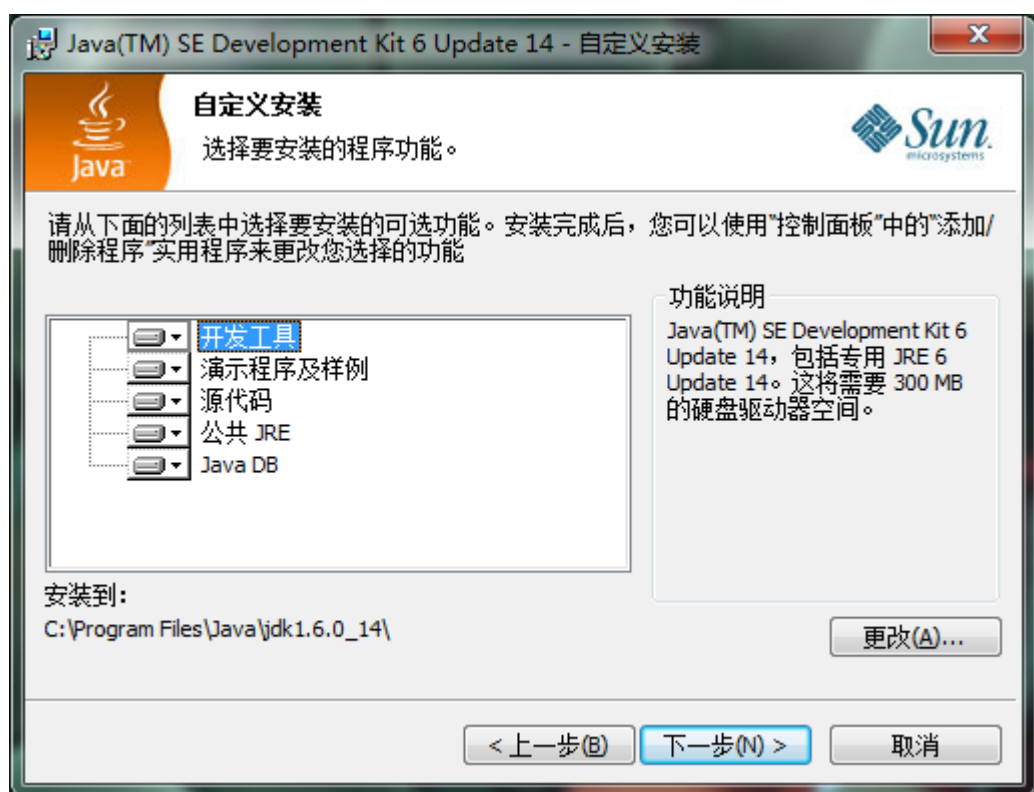 Java(TM) SE Development Kit 6 Update 14 - 自定义安装
Java
自定义安装
选择要安装的程序功能。
Sun
microsystems
请从下面的列表中选择要安装的可选功能。安装完成后，您可以使用“控制面板”中的“添加/
删除程序”实用程序来更改您选择的功能
开发工具
演示程序及样例
源代码
公共 JRE
Java DB
功能说明
Java(TM) SE Development Kit 6
Update 14，包括专用 JRE 6
Update 14。这将需要 300 MB
的硬盘驱动器空间。
安装到：
C:\Program Files\Java\jdk1.6.0_14\
更改(A)...
< 上一步(B)
下一步(N) >
取消